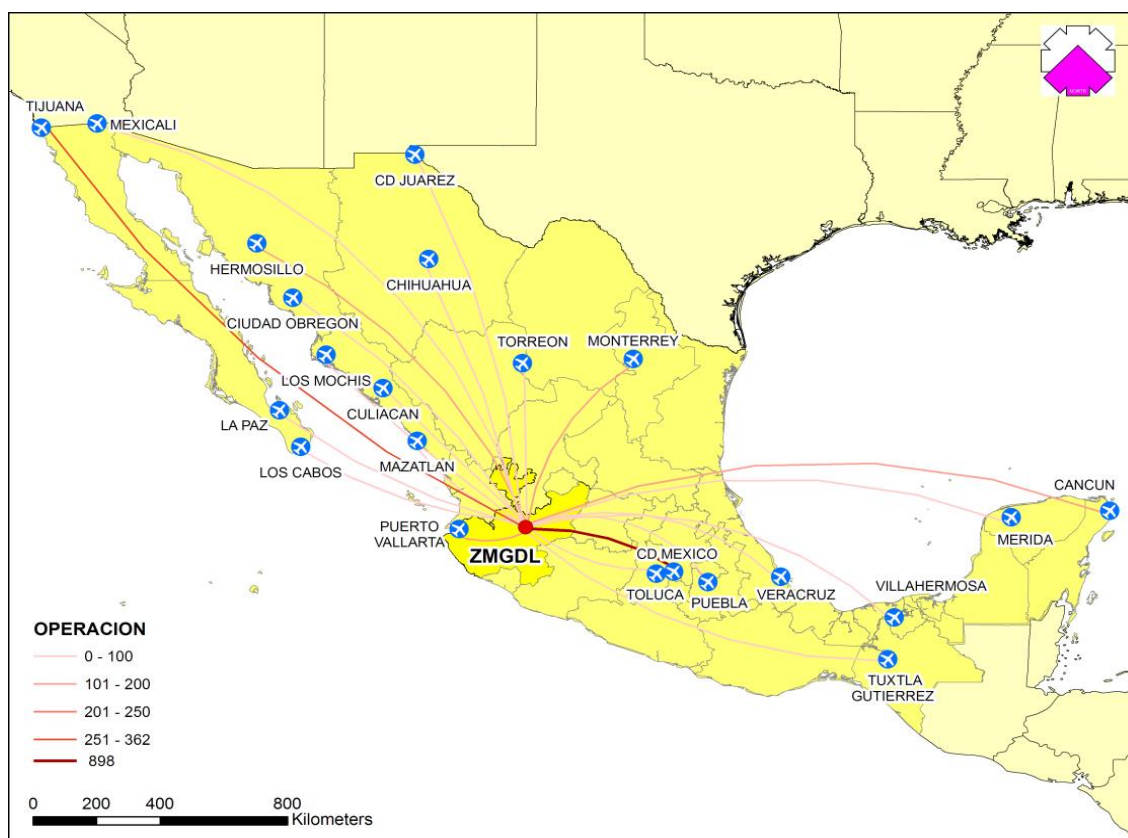 NORTE
TIJUANA
MEXICALI
CD JUAREZ
HERMOSILLO
CHIHUAHUA
CIUDAD OBREGON
TORREON
MONTERREY
LOS MOCHIS
CULIACAN
LA PAZ
LOS CABOS
MAZATLAN
CANCUN
MERIDA
PUERTO
VALLARTA
ZMGDL
CD MEXICO
TOLUCA
PUEBLA
VERACRUZ
VILLAHERMOSA
TUXTLA
GUTIERREZ
OPERACION
0 - 100
101 - 200
201 - 250
251 - 362
898
0 200 400 800
Kilometers